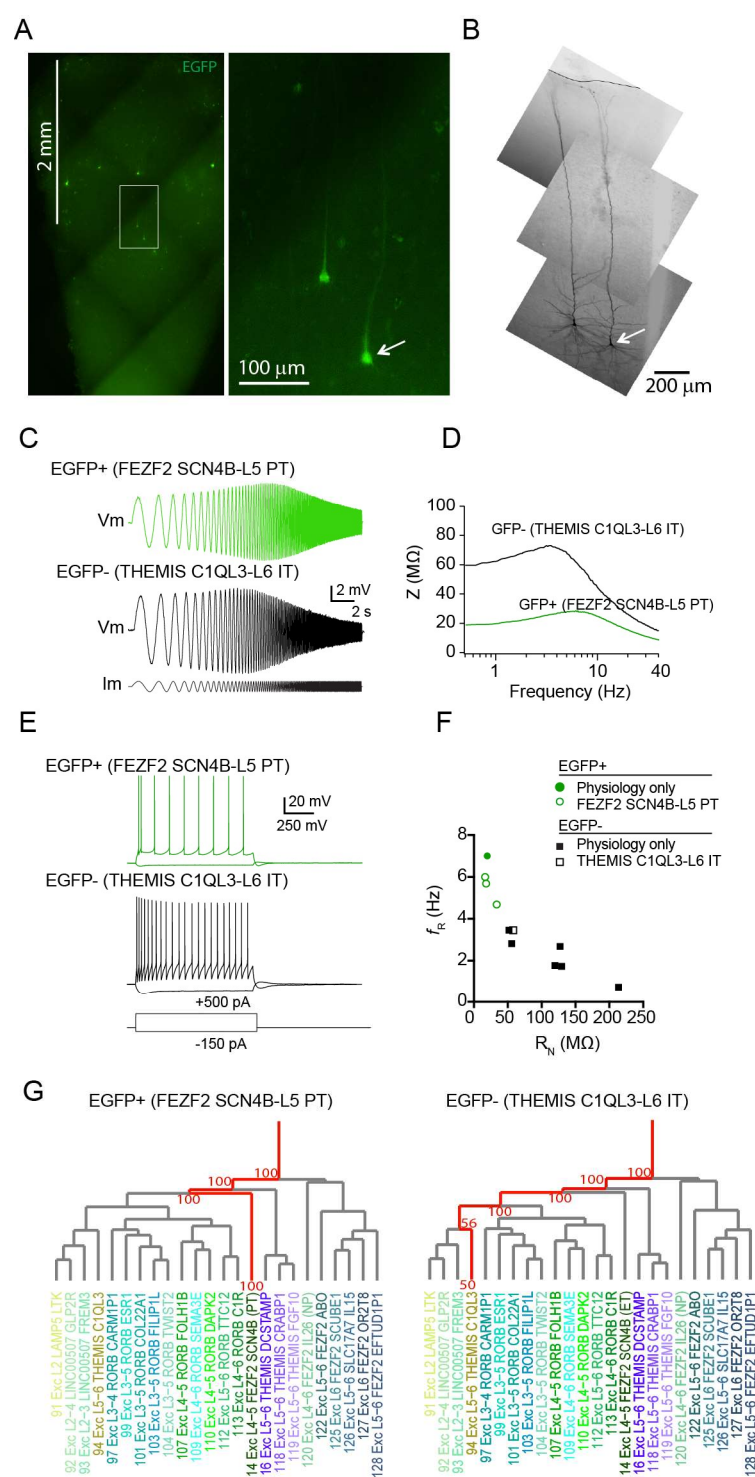 A
EGFP
2 mm
100 µm
B
200 µm
C
EGFP+ (FEZF2 SCN4B-L5 PT)
Vm
EGFP- (THEMIS C1QL3-L6 IT)
2 mV
2 s
Vm
Im
D
Z (MΩ)
100
80
60
40
20
0
GFP- (THEMIS C1QL3-L6 IT)
GFP+ (FEZF2 SCN4B-L5 PT)
1
10
40
Frequency (Hz)
E
EGFP+ (FEZF2 SCN4B-L5 PT)
20 mV
250 mV
EGFP- (THEMIS C1QL3-L6 IT)
+500 pA
-150 pA
F
EGFP+
Physiology only
FEZF2 SCN4B-L5 PT
EGFP-
Physiology only
THEMIS C1QL3-L6 IT
fR (Hz)
8
6
4
2
0
0 50 100 150 200 250
RN (MΩ)
G
EGFP+ (FEZF2 SCN4B-L5 PT)
100
100
100
100
91 Exc L2 LAMP5 LTK
92 Exc L2–4 LINC00507 GLP2R
93 Exc L2–3 LINC00507 FREM3
94 Exc L5–6 THEMIS C1QL3
97 Exc L3–4 RORB CARM1P1
99 Exc L3–5 RORB ESR1
101 Exc L3–5 RORB COL22A1
103 Exc L3–5 RORB FILIP1L
104 Exc L3–5 RORB TWIST2
107 Exc L4–5 RORB FOLH1B
109 Exc L4–6 RORB SEMA3E
110 Exc L4–5 RORB DAPK2
112 Exc L5–6 RORB TTC12
113 Exc L4–6 RORB C1R
14 Exc L4–5 FEZF2 SCN4B (PT)
16 Exc L5–6 THEMIS DCSTAMP
118 Exc L5–6 THEMIS CRABP1
119 Exc L5–6 THEMIS FGF10
120 Exc L4–6 FEZF2 IL26 (NP)
122 Exc L5–6 FEZF2 ABO
125 Exc L6 FEZF2 SCUBE1
126 Exc L5–6 SLC17A7 IL15
127 Exc L6 FEZF2 OR2T8
128 Exc L5–6 FEZF2 EFTUD1P1
EGFP- (THEMIS C1QL3-L6 IT)
100
100
100
100
56
50
91 Exc L2 LAMP5 LTK
92 Exc L2–4 LINC00507 GLP2R
93 Exc L2–3 LINC00507 FREM3
94 Exc L5–6 THEMIS C1QL3
97 Exc L3–4 RORB CARM1P1
99 Exc L3–5 RORB ESR1
101 Exc L3–5 RORB COL22A1
103 Exc L3–5 RORB FILIP1L
104 Exc L3–5 RORB TWIST2
107 Exc L4–5 RORB FOLH1B
109 Exc L4–6 RORB SEMA3E
110 Exc L4–5 RORB DAPK2
112 Exc L5–6 RORB TTC12
113 Exc L4–6 RORB C1R
14 Exc L4–5 FEZF2 SCN4B (ET)
16 Exc L5–6 THEMIS DCSTAMP
118 Exc L5–6 THEMIS CRABP1
119 Exc L5–6 THEMIS FGF10
120 Exc L4–6 FEZF2 IL26 (NP)
122 Exc L5–6 FEZF2 ABO
125 Exc L6 FEZF2 SCUBE1
126 Exc L5–6 SLC17A7 IL15
127 Exc L6 FEZF2 OR2T8
Exc L5–6 FEZF2 EFTUD1P1